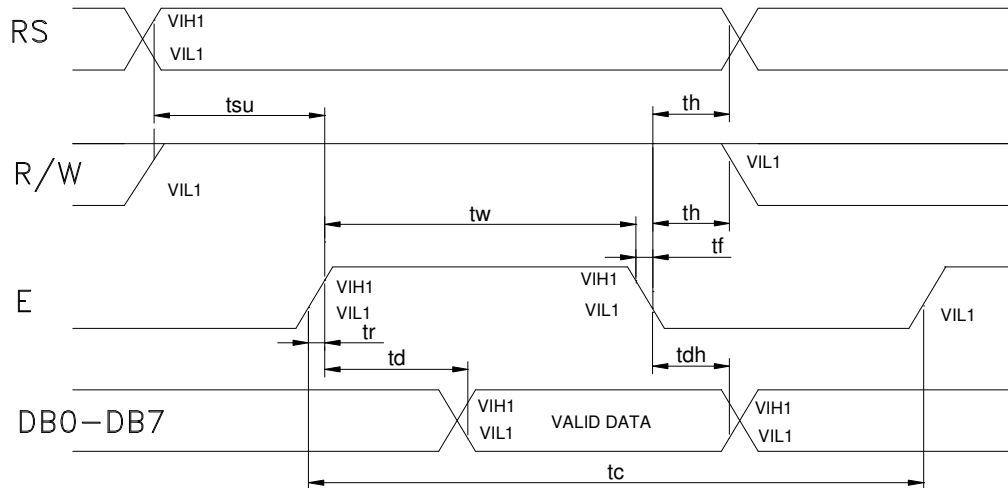 RS
VIH1
VIL1
tsu
th
R/W
VIL1
VIL1
tw
th
tf
E
VIH1
VIL1
VIH1
VIL1
VIL1
tr
td
tdh
DB0-DB7
VIH1
VIL1
VALID DATA
VIH1
VIL1
tc